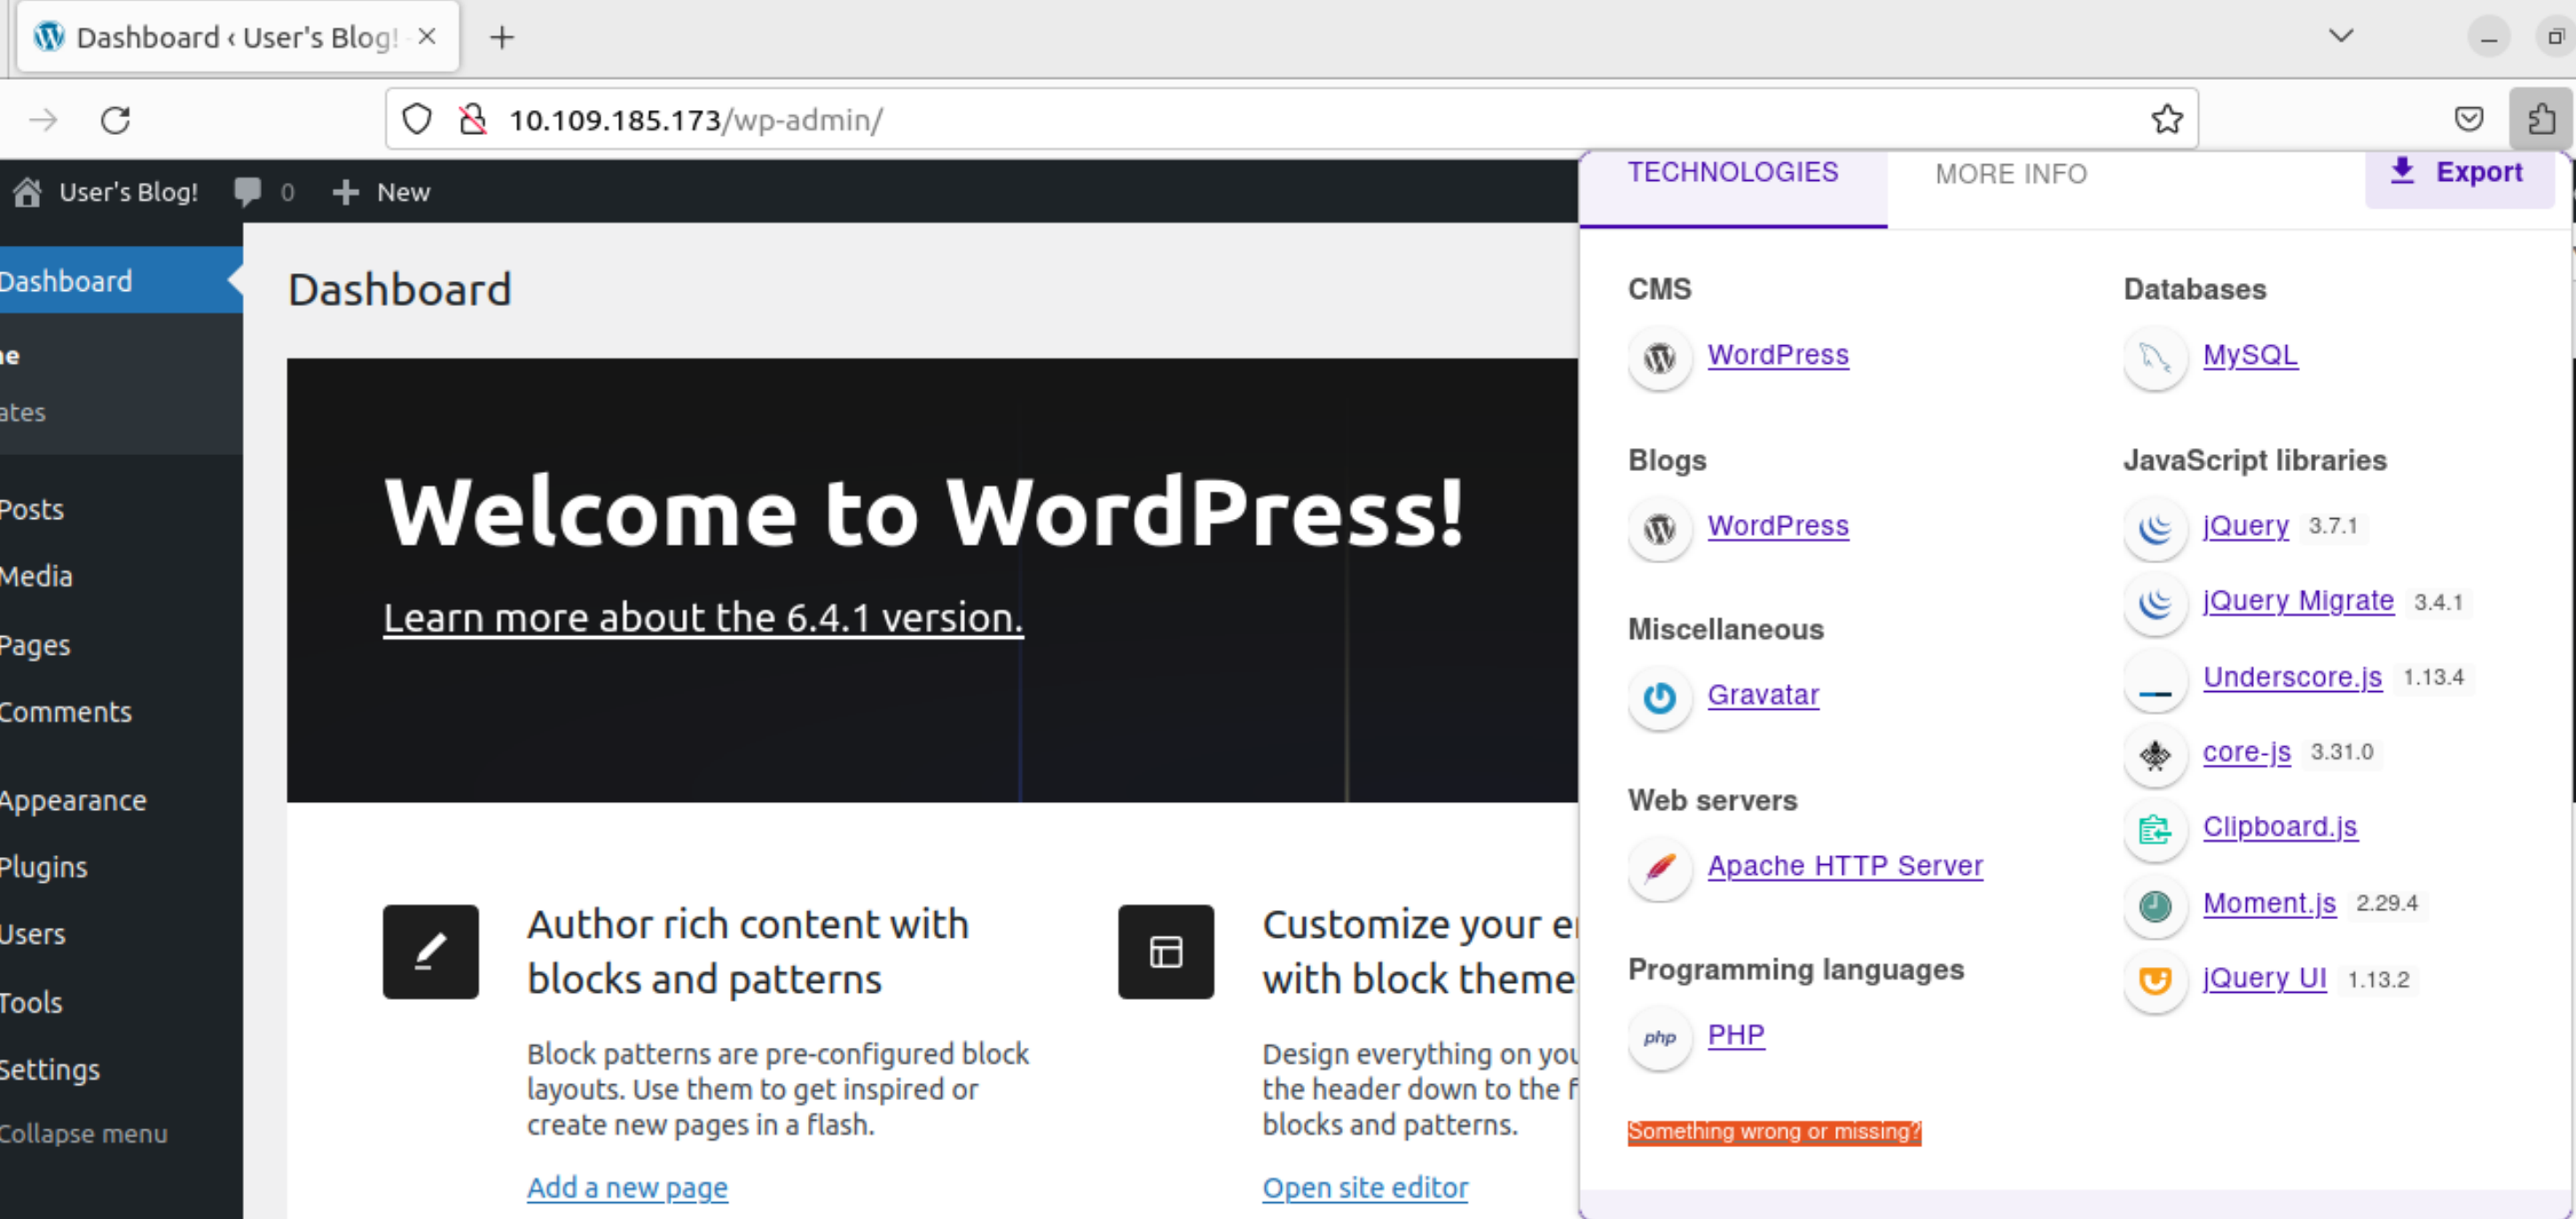 Dashboard ‹ User's Blog! -
10.109.185.173/wp-admin/
User's Blog!
0
New
Dashboard
ates
Posts
Media
Pages
Comments
Appearance
Plugins
Users
Tools
Settings
Collapse menu
Dashboard
Welcome to WordPress!
Learn more about the 6.4.1 version.
Author rich content with
blocks and patterns
Block patterns are pre-configured block
layouts. Use them to get inspired or
create new pages in a flash.
Add a new page
Customize your
with block theme
Design everything on
the header down to the
blocks and patterns.
Open site editor
TECHNOLOGIES
MORE INFO
Export
CMS
WordPress
Blogs
WordPress
Miscellaneous
Gravatar
Web servers
Apache HTTP Server
Programming languages
php
PHP
Something wrong or missing?
Databases
MySQL
JavaScript libraries
jQuery 3.7.1
jQuery Migrate 3.4.1
Underscore.js 1.13.4
core-js 3.31.0
Clipboard.js
Moment.js 2.29.4
jQuery UI 1.13.2